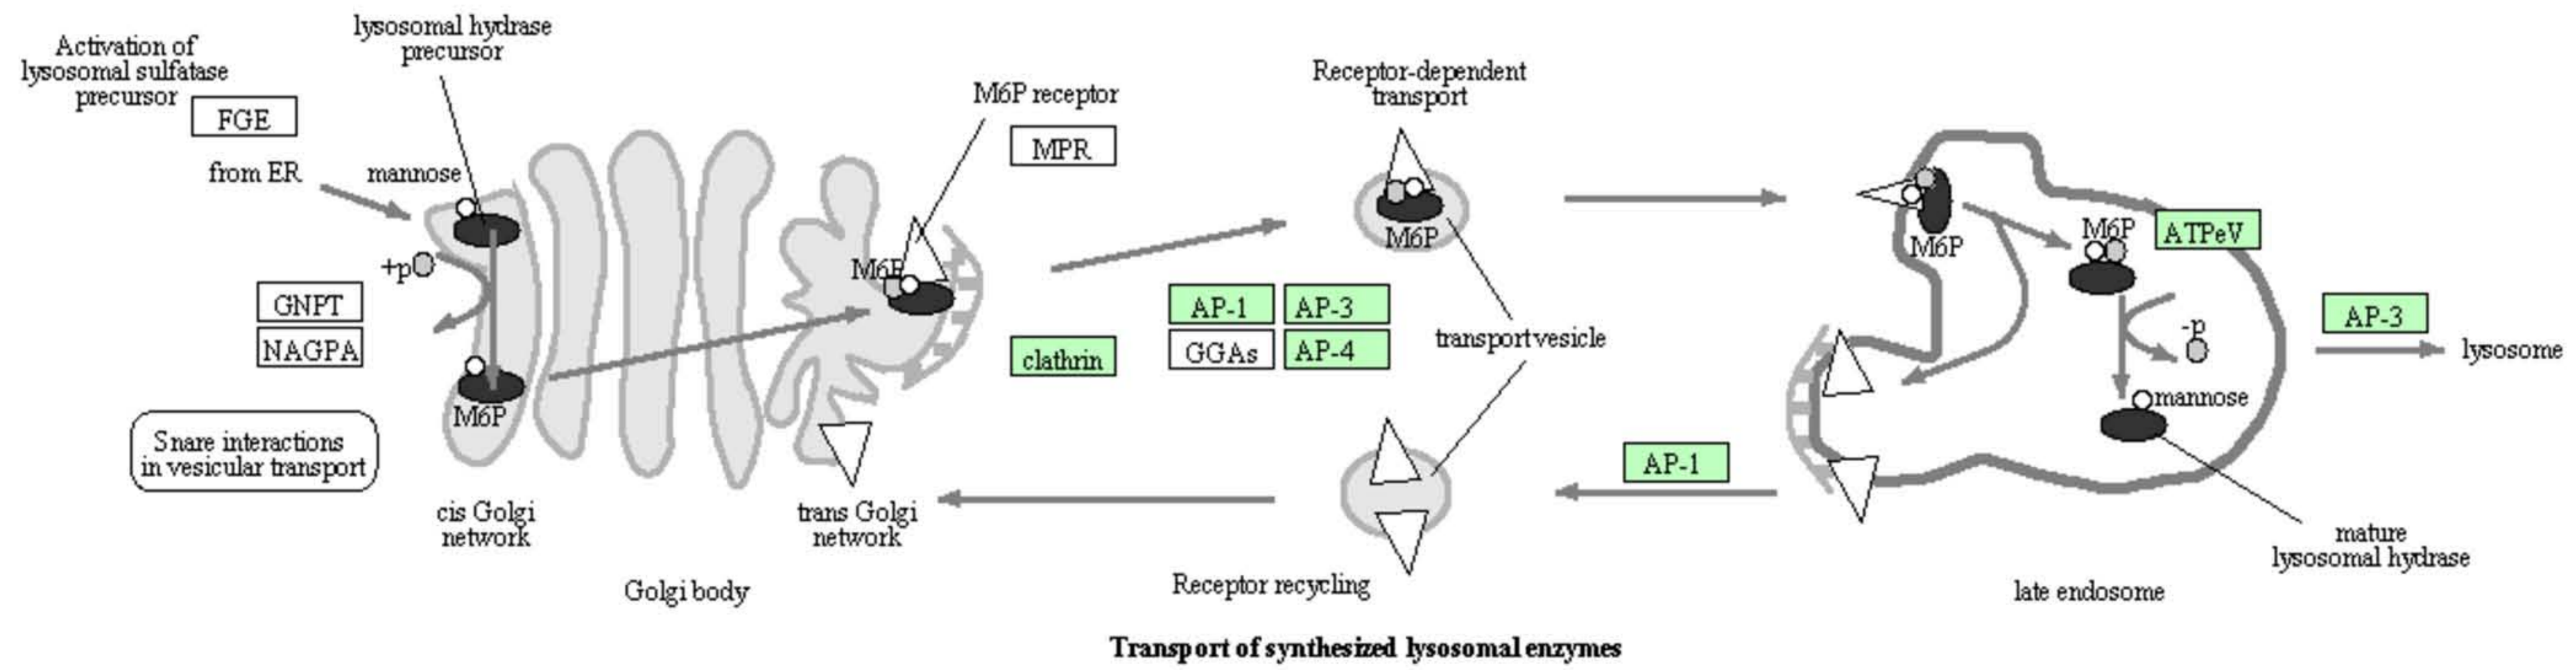 Activation of
lysosomal sulfatase
precursor
FGE
lysosomal hydrase
precursor
from ER
mannose
+p
GNPT
NAGPA
M6P
Snare interactions
in vesicular transport
cis Golgi
network
Golgi body
trans Golgi
network
M6P receptor
MPR
M6P
clathrin
AP-1
AP-3
GGAs
AP-4
Receptor-dependent
transport
M6P
transport vesicle
Receptor recycling
AP-1
M6P
M6P
ATPeV
-p
mannose
AP-3
lysosome
mature
lysosomal hydrase
late endosome
Transport of synthesized lysosomal enzymes